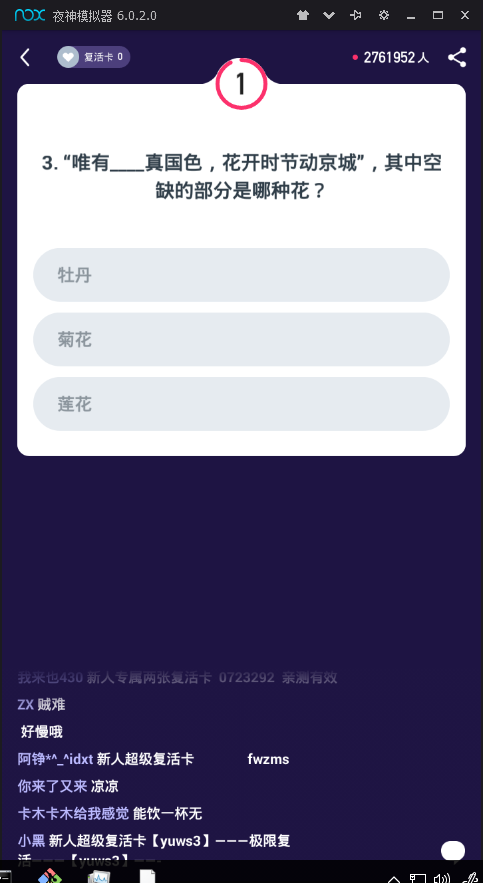 nox 夜神模拟器 6.0.2.0
复活卡 0
2761952 人
1
3. “唯有____真国色，花开时节动京城”，其中空
缺的部分是哪种花？
牡丹
菊花
莲花
我来也430 新人专属两张复活卡 0723292 亲测有效
ZX 贼难
好慢哦
阿铮*^_^idxt 新人超级复活卡 fwzms
你来了又来 凉凉
卡木卡木给我感觉 能饮一杯无
小黑 新人超级复活卡【yuws3】———极限复
活———【yuws3】———